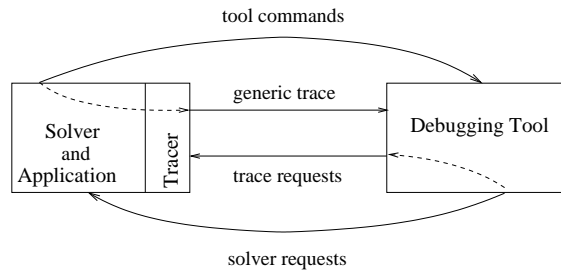 tool commands
generic trace
Solver
and
Application
Tracer
Debugging Tool
trace requests
solver requests